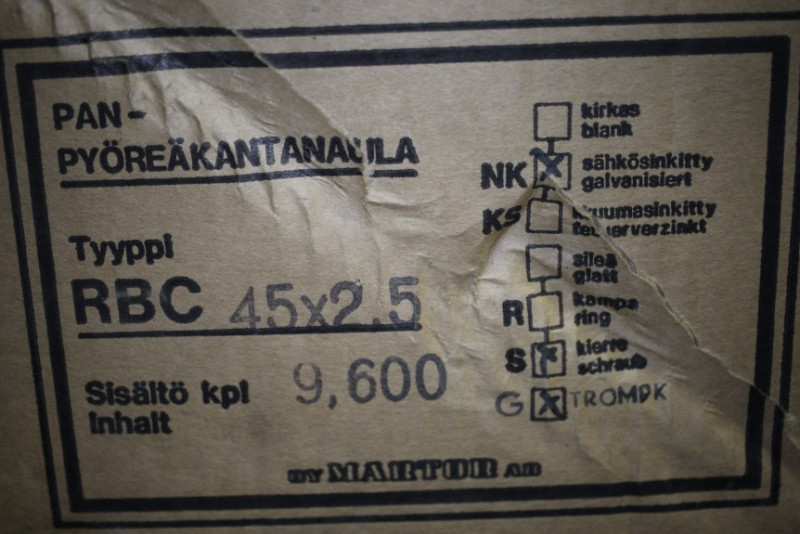 PAN-
PYÖREÄKANTANAULA
Tyyppi
RBC 45x2.5
Sisältö kpl 9,600
Inhalt
kirkas
blank
NK sähkösinkitty
galvanisiert
KS kuumasinkitty
feuerverzinkt
sileä
glatt
R kampa
ring
S kierre
schraub
G TROMPK
BY MARTOR AB